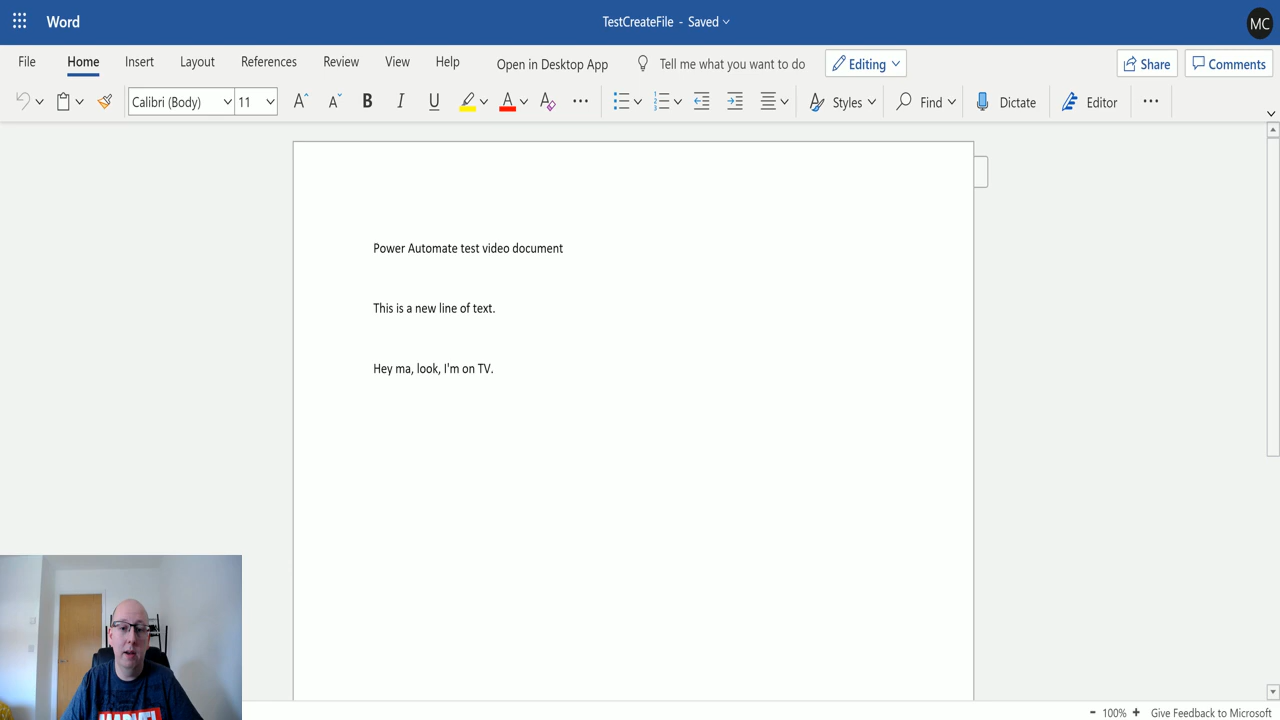 Word
TestCreateFile - Saved
MC
File Home Insert Layout References Review View Help Open in Desktop App Tell me what you want to do Editing Share Comments
Calibri (Body) 11 A A B I U A A Styles Find Dictate Editor
Power Automate test video document
This is a new line of text.
Hey ma, look, I'm on TV.
MARVEL
- 100% + Give Feedback to Microsoft